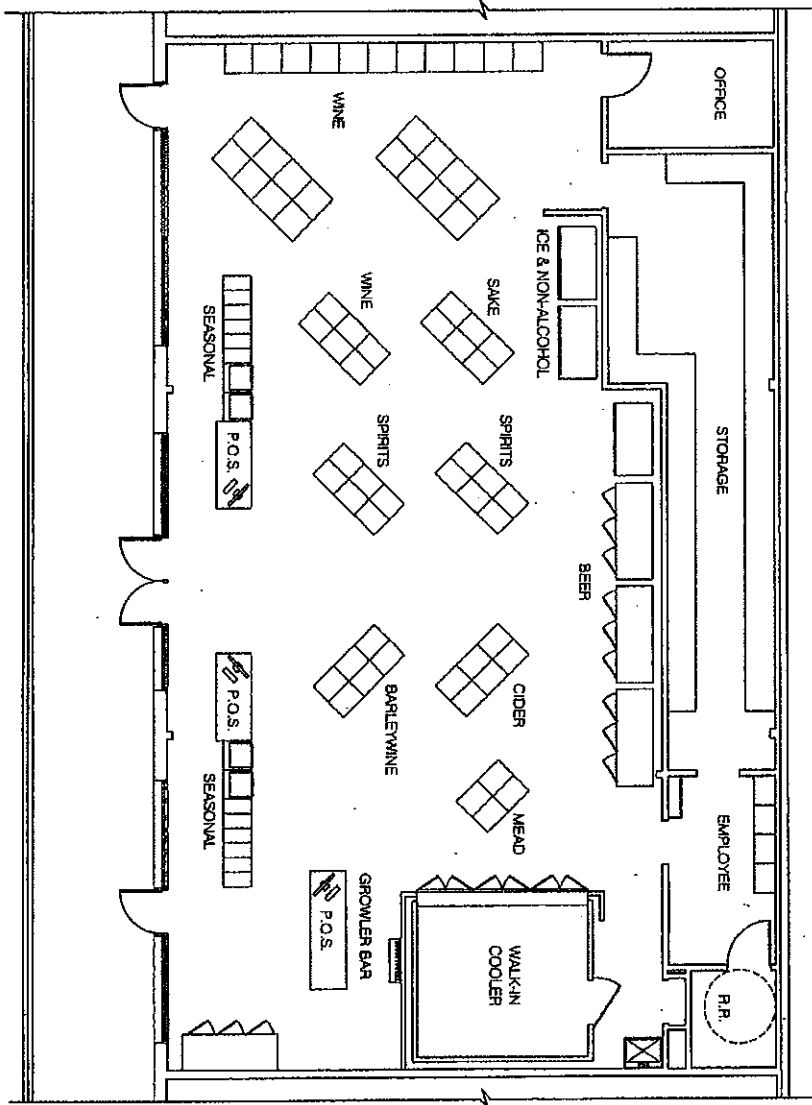 OFFICE
STORAGE
EMPLOYEE
R.R.
ICE & NON-ALCOHOL
BEER
SAKE
SPIRITS
CIDER
MEAD
WALK-IN
COOLER
WINE
WINE
SPIRITS
BARLEYWINE
GROWLER BAR
P.O.S.
P.O.S.
P.O.S.
SEASONAL
SEASONAL